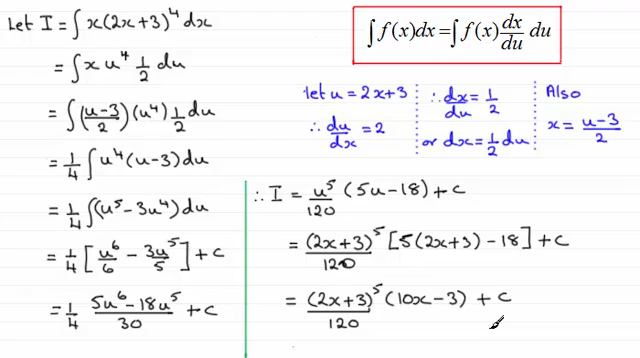 Let I = ∫ x(2x+3)⁴ dx
= ∫ x u⁴ 1/2 du
= ∫ ((u-3)/2) (u⁴) 1/2 du
= 1/4 ∫ u⁴(u-3) du
= 1/4 ∫ (u⁵ - 3u⁴) du
= 1/4 [u⁶/6 - 3u⁵/5] + c
= 1/4 (5u⁶ - 18u⁵)/30 + c
∫ f(x)dx = ∫ f(x) dx/du du
let u = 2x+3
∴ du/dx = 2
∴ dx/du = 1/2
or dx = 1/2 du
Also
x = (u-3)/2
∴ I = u⁵/120 (5u-18) + c
= (2x+3)⁵/120 [5(2x+3) - 18] + c
= (2x+3)⁵/120 (10x-3) + c